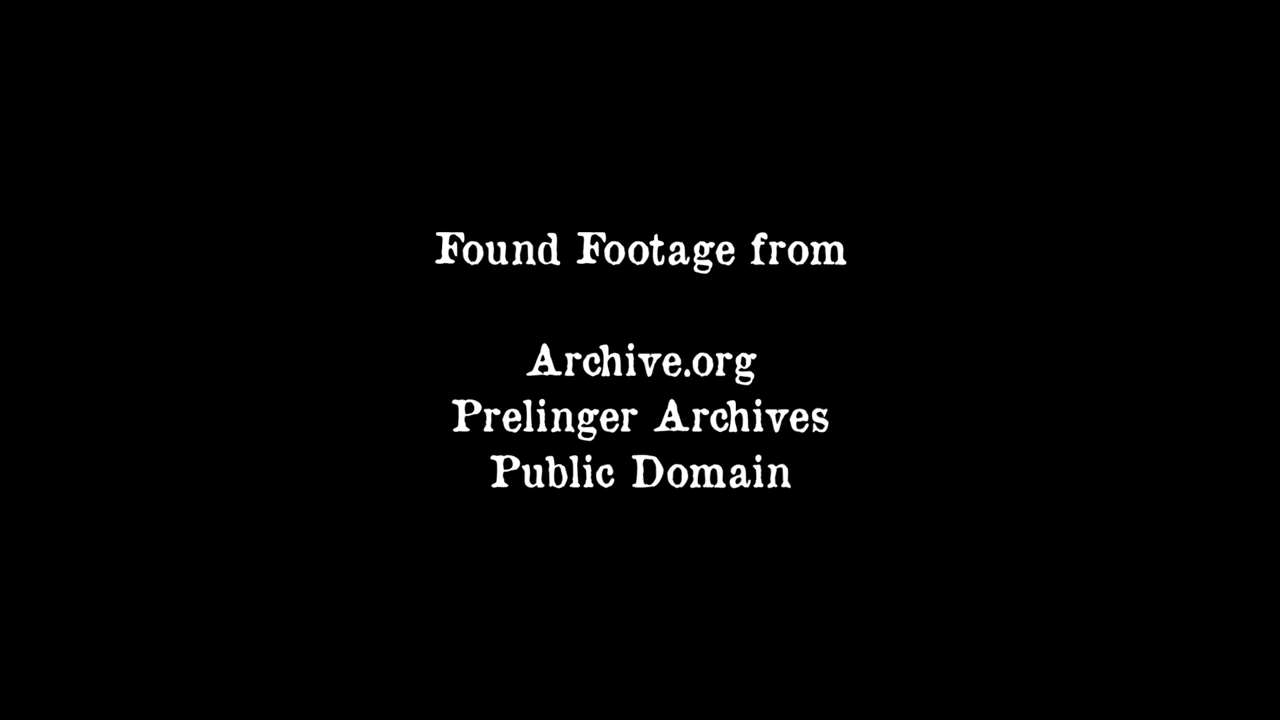 Found Footage from
Archive.org
Prelinger Archives
Public Domain